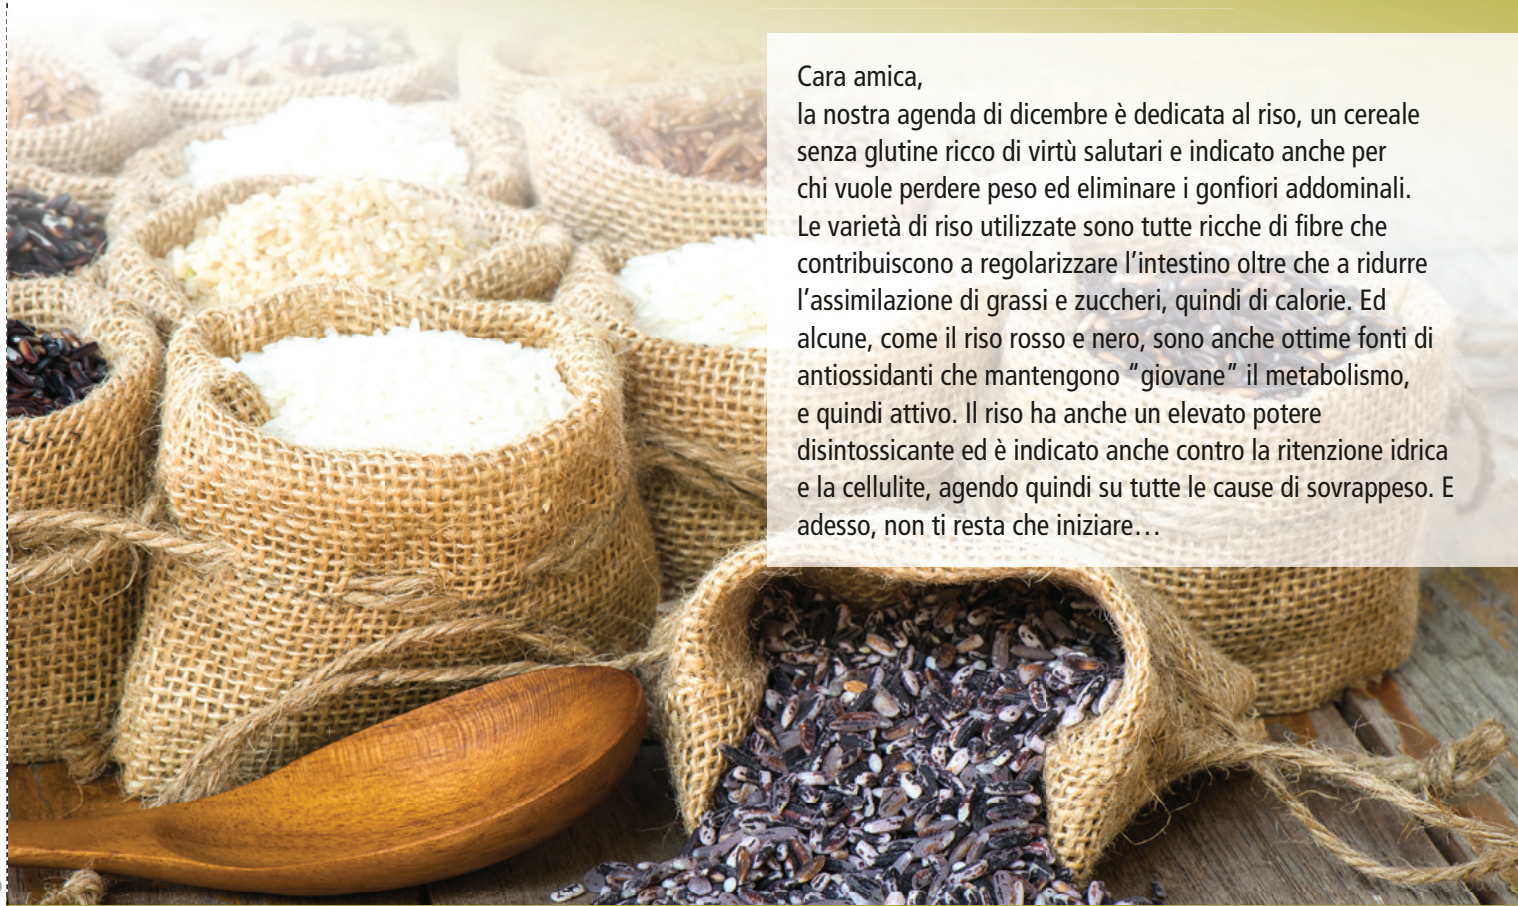 Cara amica,
la nostra agenda di dicembre è dedicata al riso, un cereale
senza glutine ricco di virtù salutari e indicato anche per
chi vuole perdere peso ed eliminare i gonfiori addominali.
Le varietà di riso utilizzate sono tutte ricche di fibre che
contribuiscono a regolarizzare l’intestino oltre che a ridurre
l’assimilazione di grassi e zuccheri, quindi di calorie. Ed
alcune, come il riso rosso e nero, sono anche ottime fonti di
antiossidanti che mantengono “giovane” il metabolismo,
e quindi attivo. Il riso ha anche un elevato potere
disintossicante ed è indicato anche contro la ritenzione idrica
e la cellulite, agendo quindi su tutte le cause di sovrappeso. E
adesso, non ti resta che iniziare…